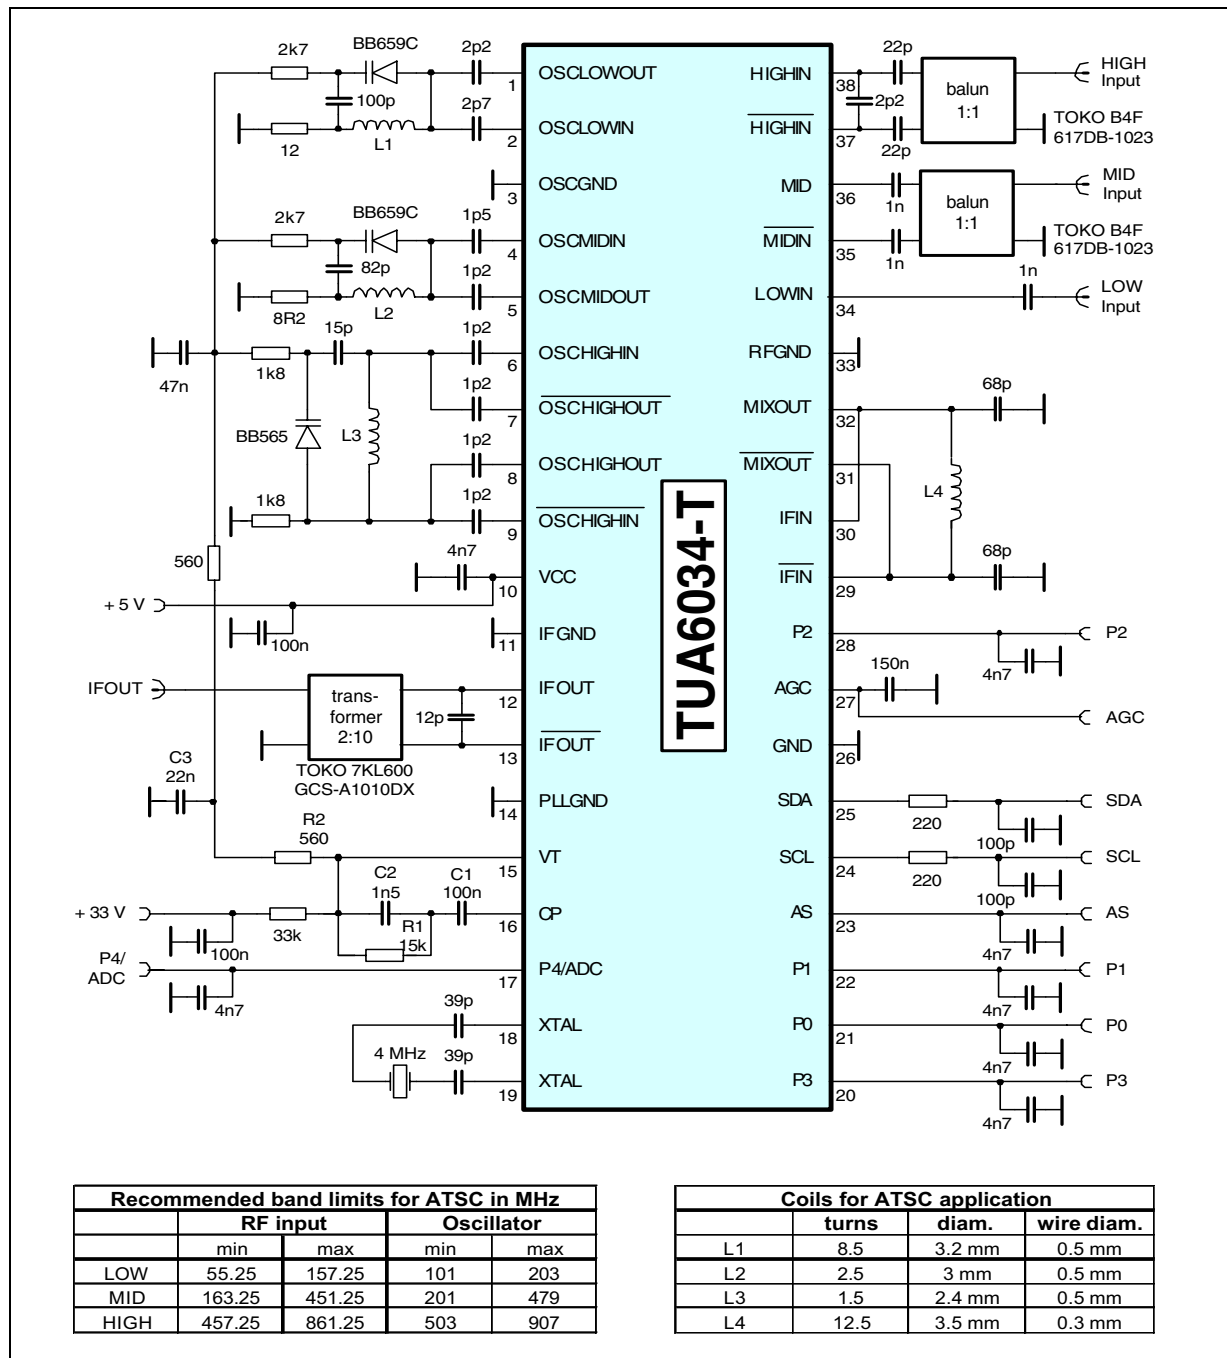 2k7
BB659C
2p2
100p
2p7
12
L1
2k7
BB659C
1p5
82p
1p2
8R2
L2
15p
1p2
47n
1k8
1p2
BB565
L3
1p2
1k8
1p2
560
4n7
+ 5 V
100n
IFOUT
trans-
former
2:10
12p
TOKO 7KL600
GCS-A1010DX
C3
22n
R2
560
C2
1n5
C1
100n
+ 33 V
33k
R1
15k
100n
P4/
ADC
4n7
39p
4 MHz
39p
1 OSCLOWOUT
2 OSCLOWIN
3 OSCGND
4 OSCMIDIN
5 OSCMIDOUT
6 OSCHIGHIN
7 OSCHIGHOUT
8 OSCHIGHOUT
9 OSCHIGHIN
10 VCC
11 IFGND
12 IFOUT
13 IFOUT
14 PLLGND
15 VT
16 CP
17 P4/ADC
18 XTAL
19 XTAL
TUA6034-T
HIGHIN 38
HIGHIN 37
MID 36
MIDIN 35
LOWIN 34
RFGND 33
MIXOUT 32
MIXOUT 31
IFIN 30
IFIN 29
P2 28
AGC 27
GND 26
SDA 25
SCL 24
AS 23
P1 22
P0 21
P3 20
22p
2p2
22p
balun
1:1
HIGH
Input
TOKO B4F
617DB-1023
1n
1n
balun
1:1
MID
Input
TOKO B4F
617DB-1023
1n
LOW
Input
68p
L4
68p
P2
4n7
150n
AGC
220
SDA
100p
220
SCL
100p
AS
4n7
P1
4n7
P0
4n7
P3
4n7
Recommended band limits for ATSC in MHz
RF input Oscillator
min max min max
LOW 55.25 157.25 101 203
MID 163.25 451.25 201 479
HIGH 457.25 861.25 503 907
Coils for ATSC application
turns diam. wire diam.
L1 8.5 3.2 mm 0.5 mm
L2 2.5 3 mm 0.5 mm
L3 1.5 2.4 mm 0.5 mm
L4 12.5 3.5 mm 0.3 mm